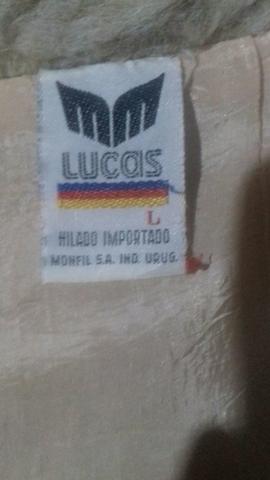 LUCAS
L
HILADO IMPORTADO
MONFIL S.A. IND. URUG.